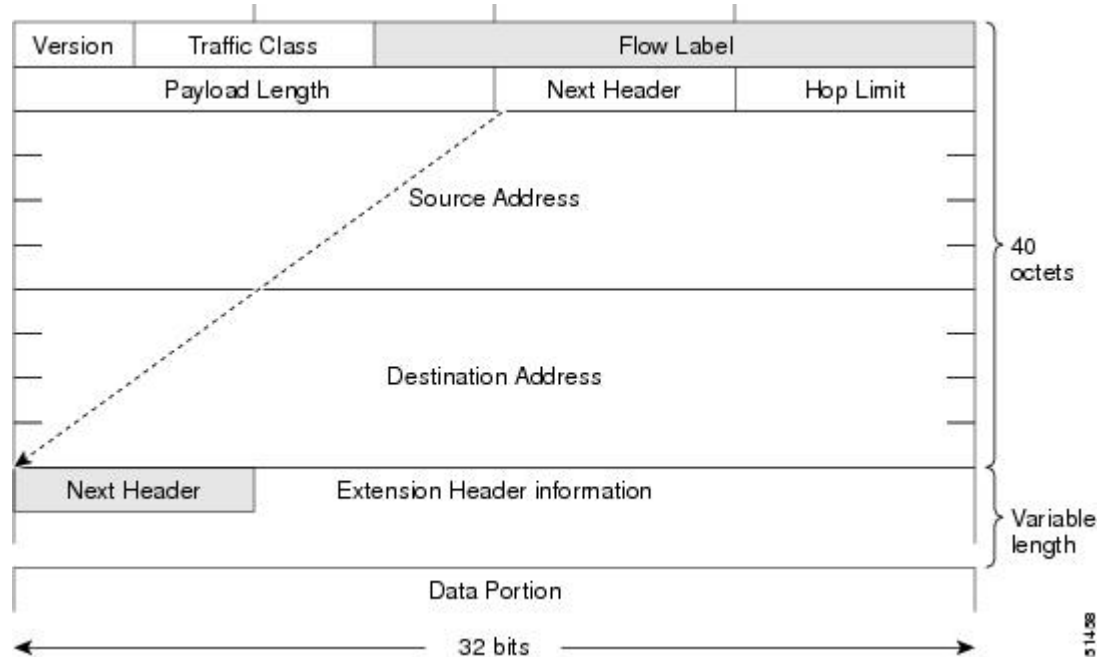 Version Traffic Class Flow Label
Payload Length Next Header Hop Limit
Source Address
40
octets
Destination Address
Next Header Extension Header information
Variable
length
Data Portion
32 bits
51458